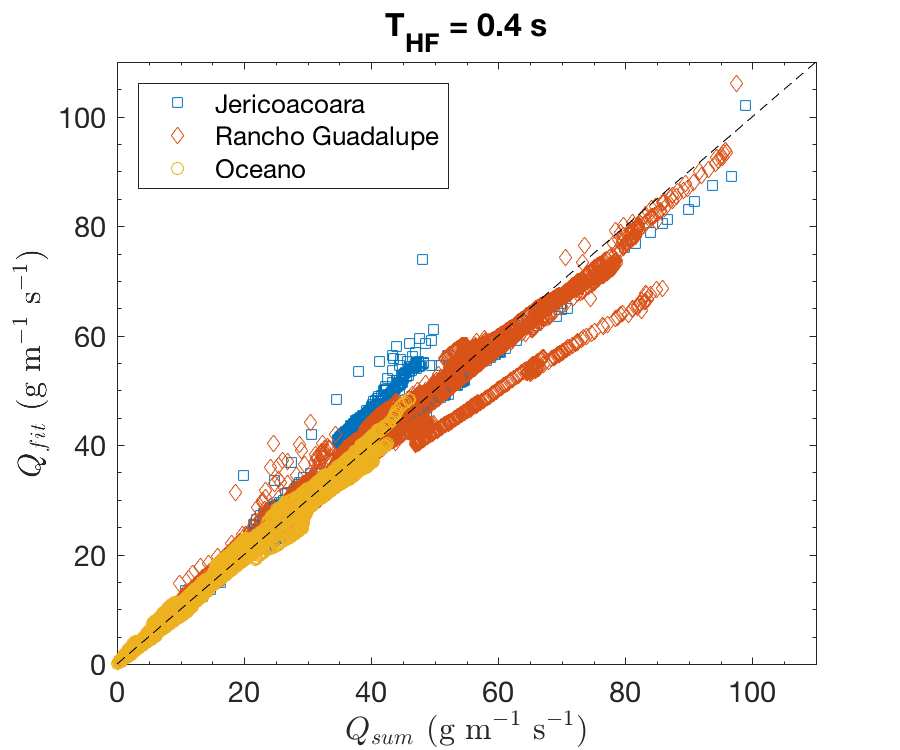 T_HF = 0.4 s
Jericoacoara
Rancho Guadalupe
Oceano
100
80
60
40
20
0
Q_fit (g m⁻¹ s⁻¹)
0 20 40 60 80 100
Q_sum (g m⁻¹ s⁻¹)